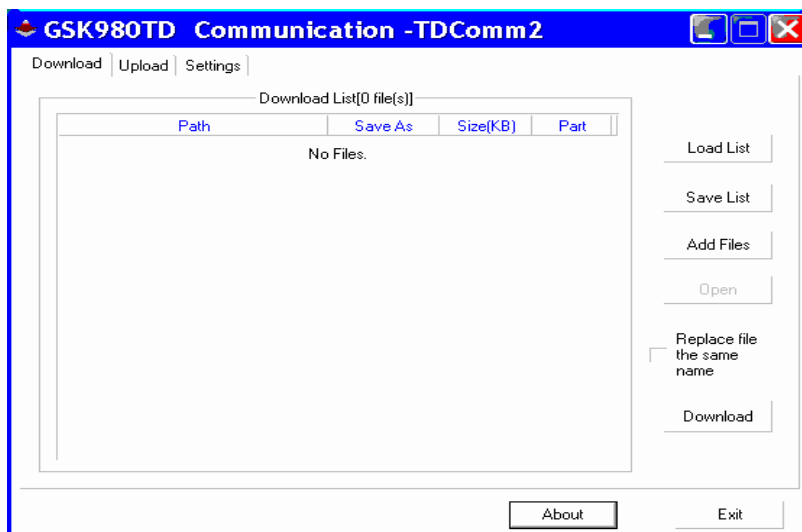 GSK980TD Communication -TDComm2
Download Upload Settings
Download List[0 file(s)]
Path Save As Size(KB) Part
No Files.
Load List
Save List
Add Files
Open
Replace file
the same
name
Download
About Exit